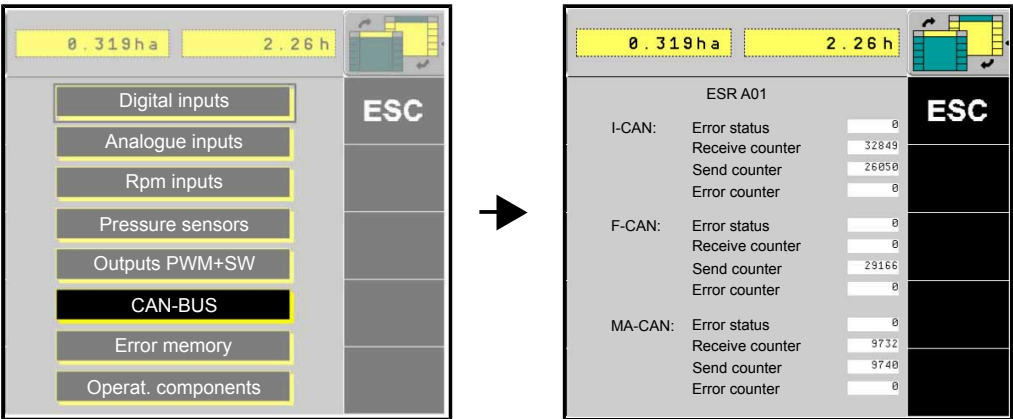 0.319ha 2.26h
ESC
Digital inputs
Analogue inputs
Rpm inputs
Pressure sensors
Outputs PWM+SW
CAN-BUS
Error memory
Operat. components
0.319ha 2.26h
ESC
ESR A01
I-CAN: Error status 0
Receive counter 32849
Send counter 26050
Error counter 0
F-CAN: Error status 0
Receive counter 0
Send counter 29166
Error counter 0
MA-CAN: Error status 0
Receive counter 9732
Send counter 9740
Error counter 0